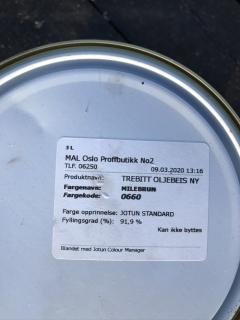 3 L
MAL Oslo Proffbutikk No2
TLF. 06250 09.03.2020 13:16
Produktnavn: TREBITT OLJEBEIS NY
Fargenavn: MILEBRUN
Fargekode: 0660
Farge opprinnelse: JOTUN STANDARD
Fyllingsgrad (%): 91,9 %
Kan ikke byttes
Blandet med Jotun Colour Manager